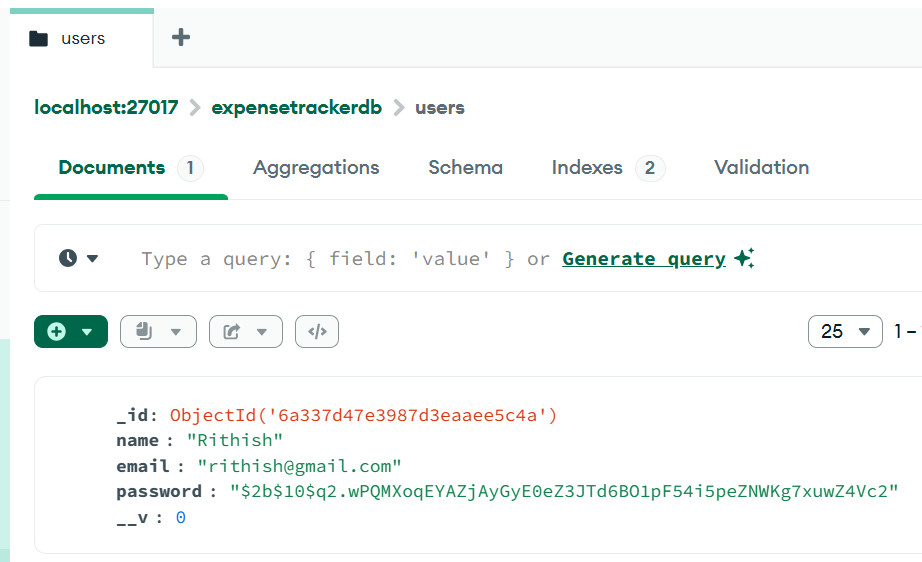 users
localhost:27017 > expensetrackerdb > users
Documents 1 Aggregations Schema Indexes 2 Validation
Type a query: { field: 'value' } or Generate query
25 1 –
_id: ObjectId('6a337d47e3987d3eaaee5c4a')
name : "Rithish"
email : "rithish@gmail.com"
password : "$2b$10$q2.wPQMXoqEYAZjAyGyE0eZ3JTd6BO1pF54i5peZNWKg7xuwZ4Vc2"
__v : 0